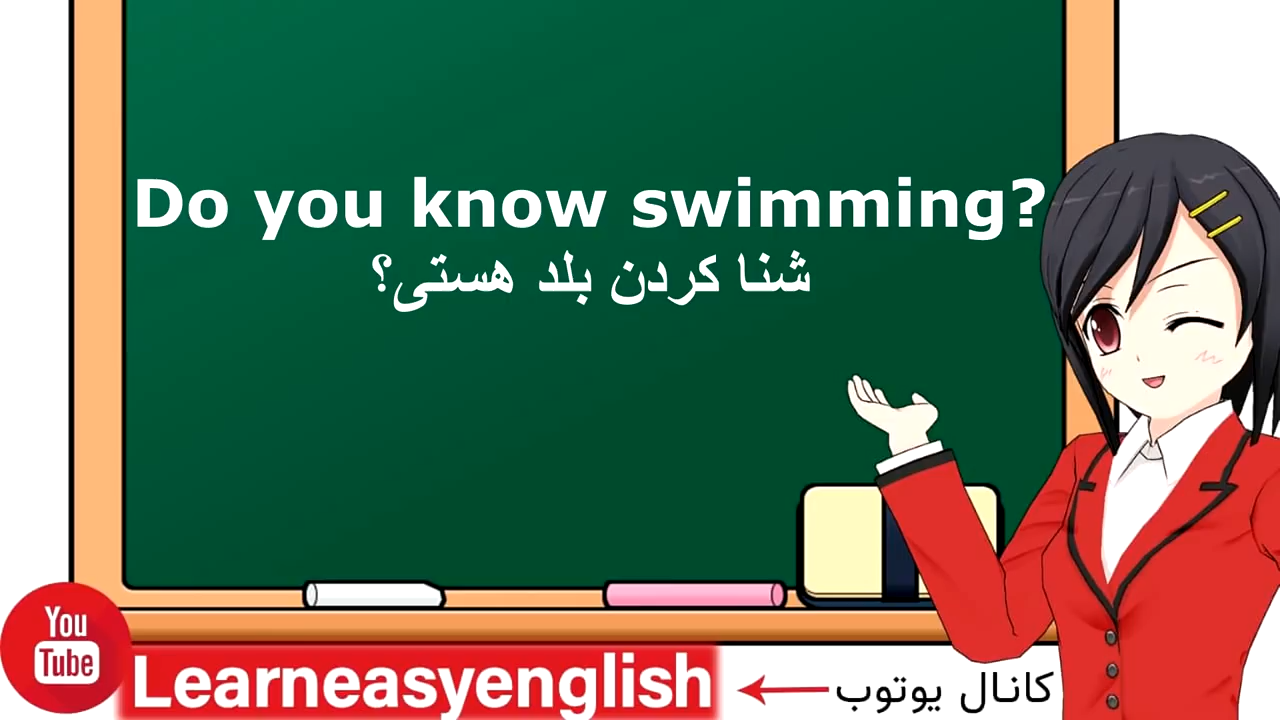 Do you know swimming?
شنا کردن بلد هستی؟
You
Tube
Learneasyenglish
کانال یوتوب